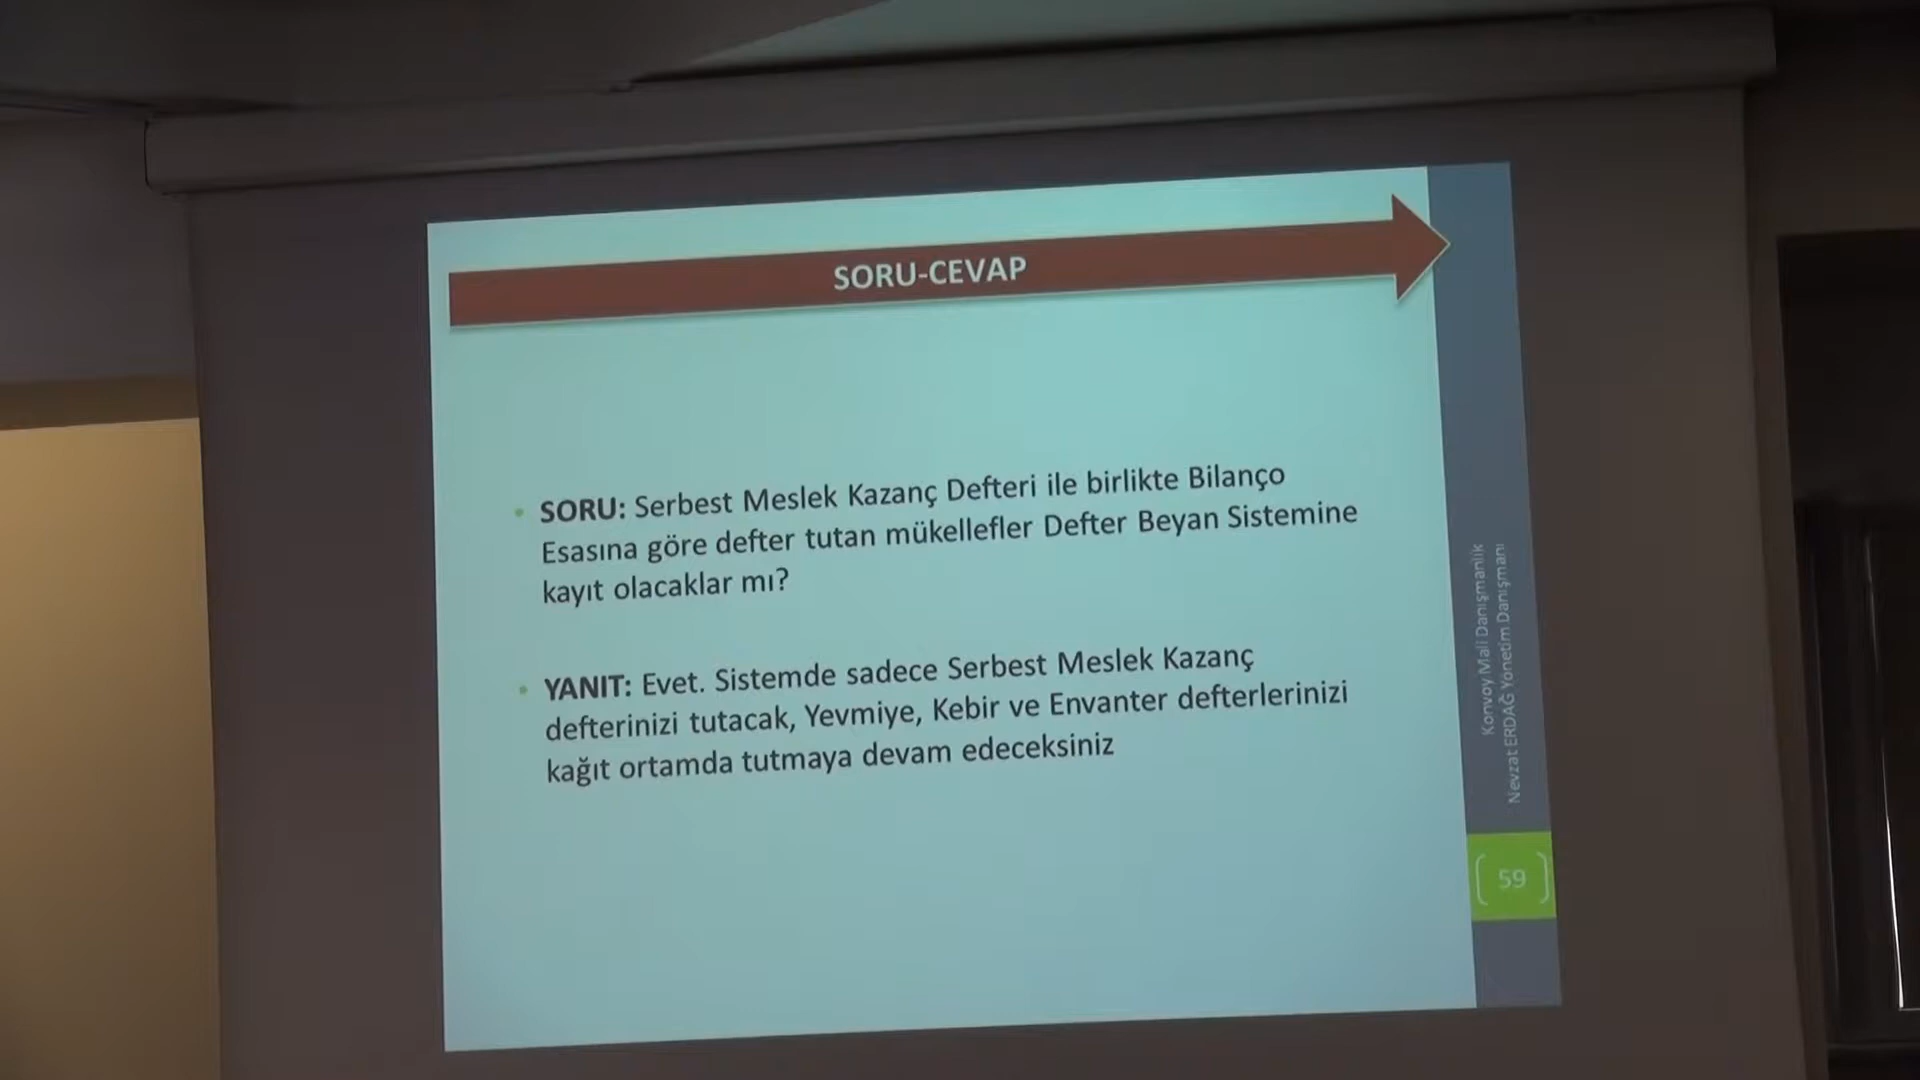 SORU-CEVAP
• SORU: Serbest Meslek Kazanç Defteri ile birlikte Bilanço
Esasına göre defter tutan mükellefler Defter Beyan Sistemine
kayıt olacaklar mı?
• YANIT: Evet. Sistemde sadece Serbest Meslek Kazanç
defterinizi tutacak, Yevmiye, Kebir ve Envanter defterlerinizi
kağıt ortamda tutmaya devam edeceksiniz
Konvoy Mali Danışmanlık
Nevzat ERDAĞ Yönetim Danışmanı
59